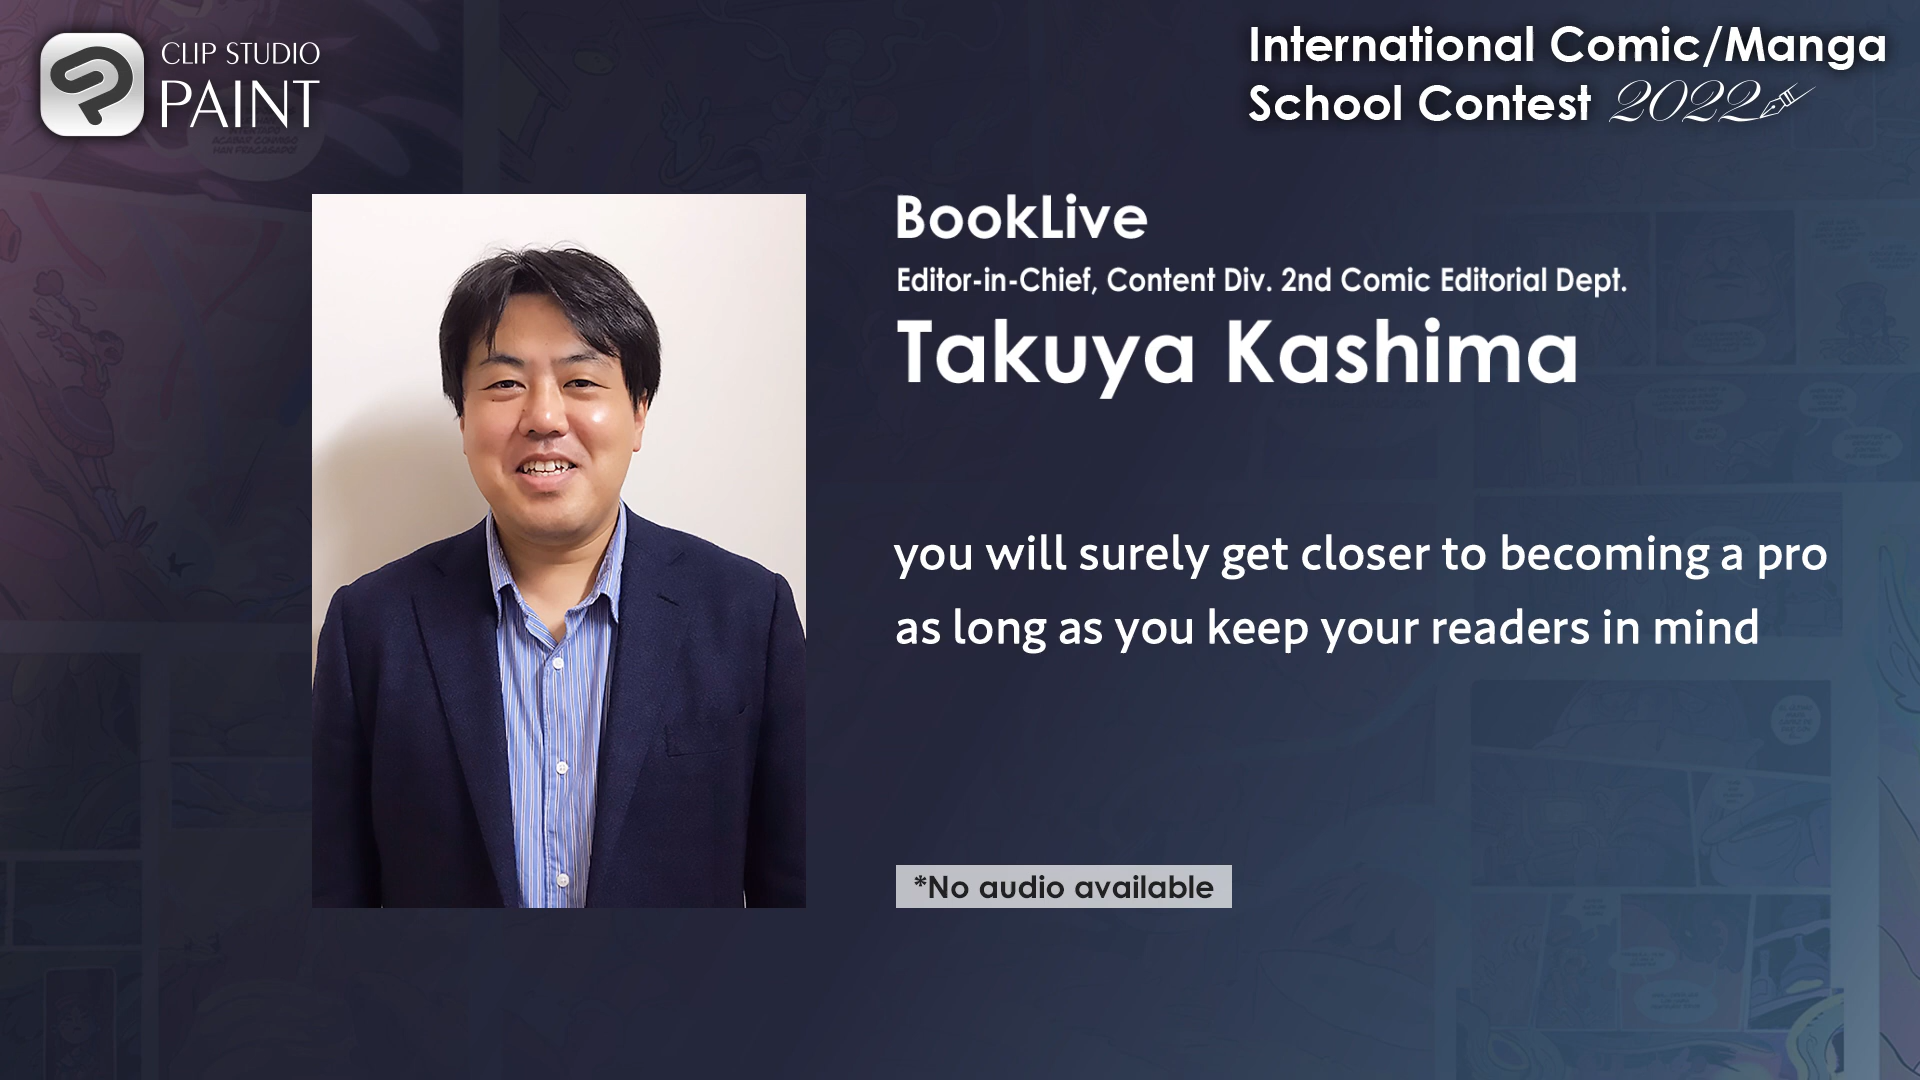 CLIP STUDIO
PAINT
International Comic/Manga
School Contest 2022
BookLive
Editor-in-Chief, Content Div. 2nd Comic Editorial Dept.
Takuya Kashima
you will surely get closer to becoming a pro
as long as you keep your readers in mind
*No audio available